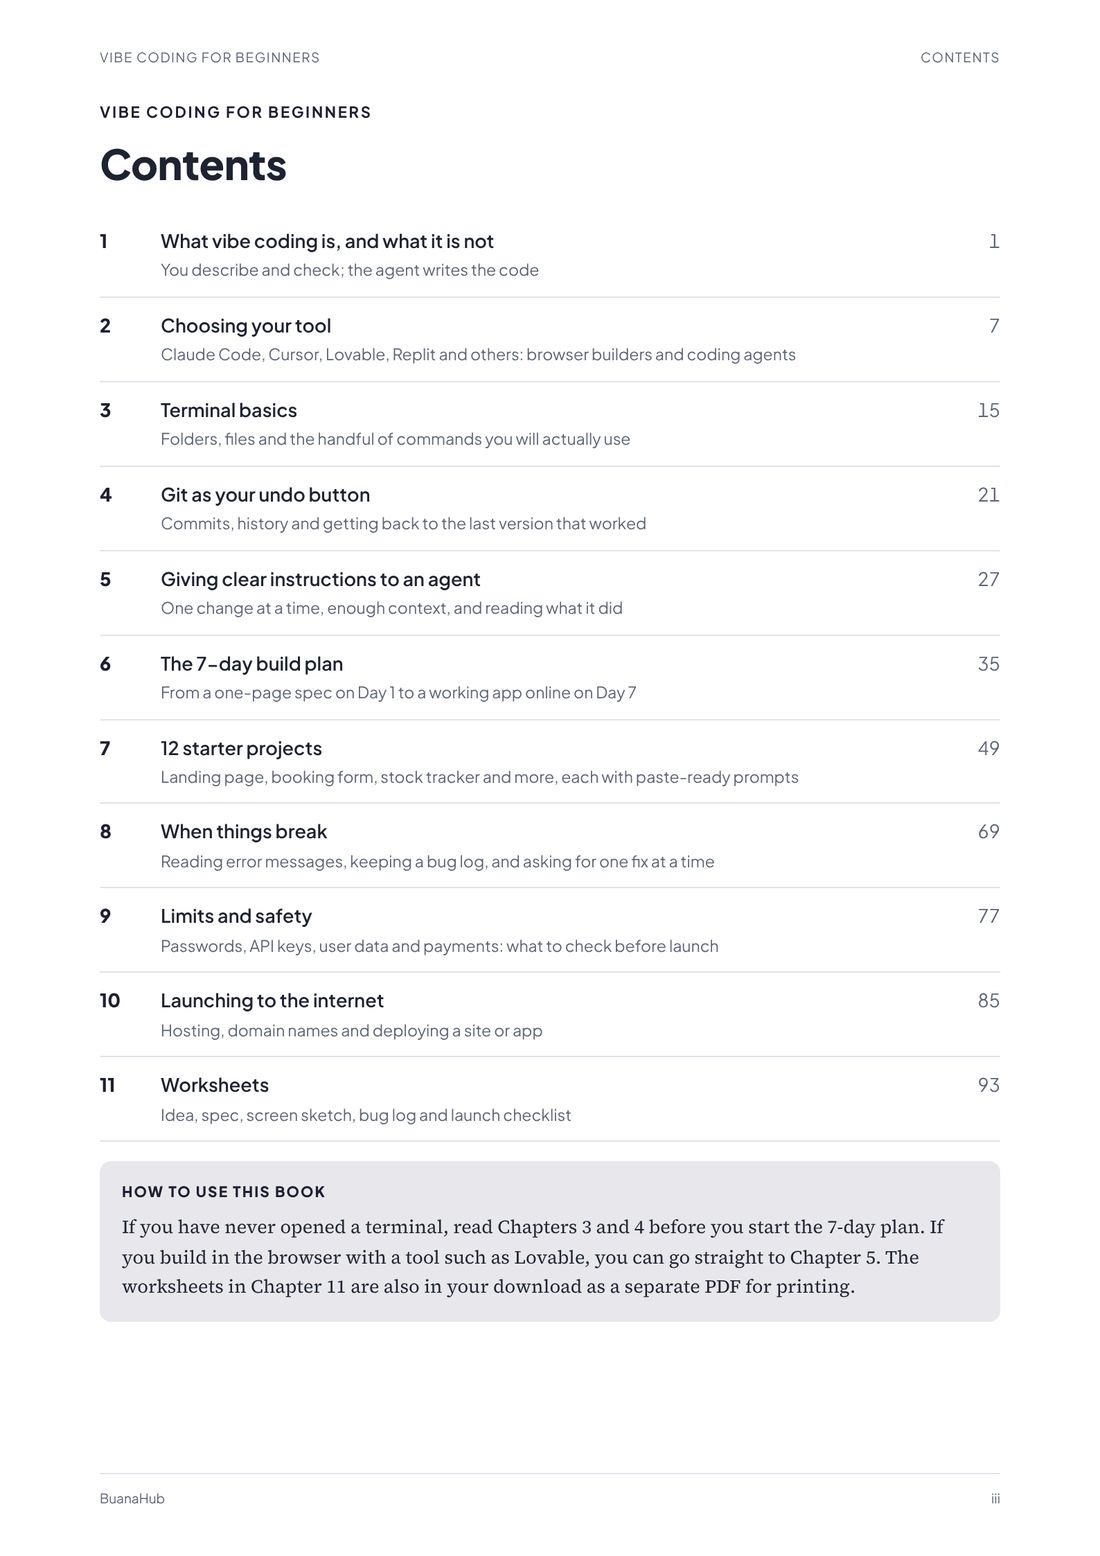 VIBE CODING FOR BEGINNERS CONTENTS
VIBE CODING FOR BEGINNERS
Contents
1 What vibe coding is, and what it is not 1
You describe and check; the agent writes the code
2 Choosing your tool 7
Claude Code, Cursor, Lovable, Replit and others: browser builders and coding agents
3 Terminal basics 15
Folders, files and the handful of commands you will actually use
4 Git as your undo button 21
Commits, history and getting back to the last version that worked
5 Giving clear instructions to an agent 27
One change at a time, enough context, and reading what it did
6 The 7-day build plan 35
From a one-page spec on Day 1 to a working app online on Day 7
7 12 starter projects 49
Landing page, booking form, stock tracker and more, each with paste-ready prompts
8 When things break 69
Reading error messages, keeping a bug log, and asking for one fix at a time
9 Limits and safety 77
Passwords, API keys, user data and payments: what to check before launch
10 Launching to the internet 85
Hosting, domain names and deploying a site or app
11 Worksheets 93
Idea, spec, screen sketch, bug log and launch checklist
HOW TO USE THIS BOOK
If you have never opened a terminal, read Chapters 3 and 4 before you start the 7-day plan. If
you build in the browser with a tool such as Lovable, you can go straight to Chapter 5. The
worksheets in Chapter 11 are also in your download as a separate PDF for printing.
BuanaHub iii